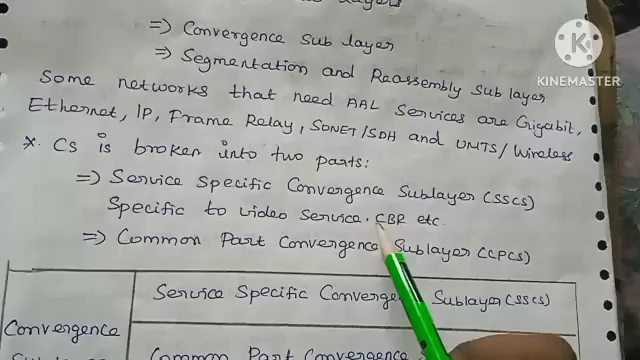 => Convergence Sub layer
=> Segmentation and Reassembly Sub layer
Some networks that need AAL Services are Gigabit,
Ethernet, IP, Frame Relay, SONET/SDH and UMTS/Wireless
* CS is broken into two parts:
=> Service Specific Convergence Sublayer (SSCS)
Specific to video service. CBR etc.
=> Common Part Convergence Sublayer (CPCS)
Service Specific Converge Sublayer (SSCS)
Convergence
Common Part Convergence
KINEMASTER